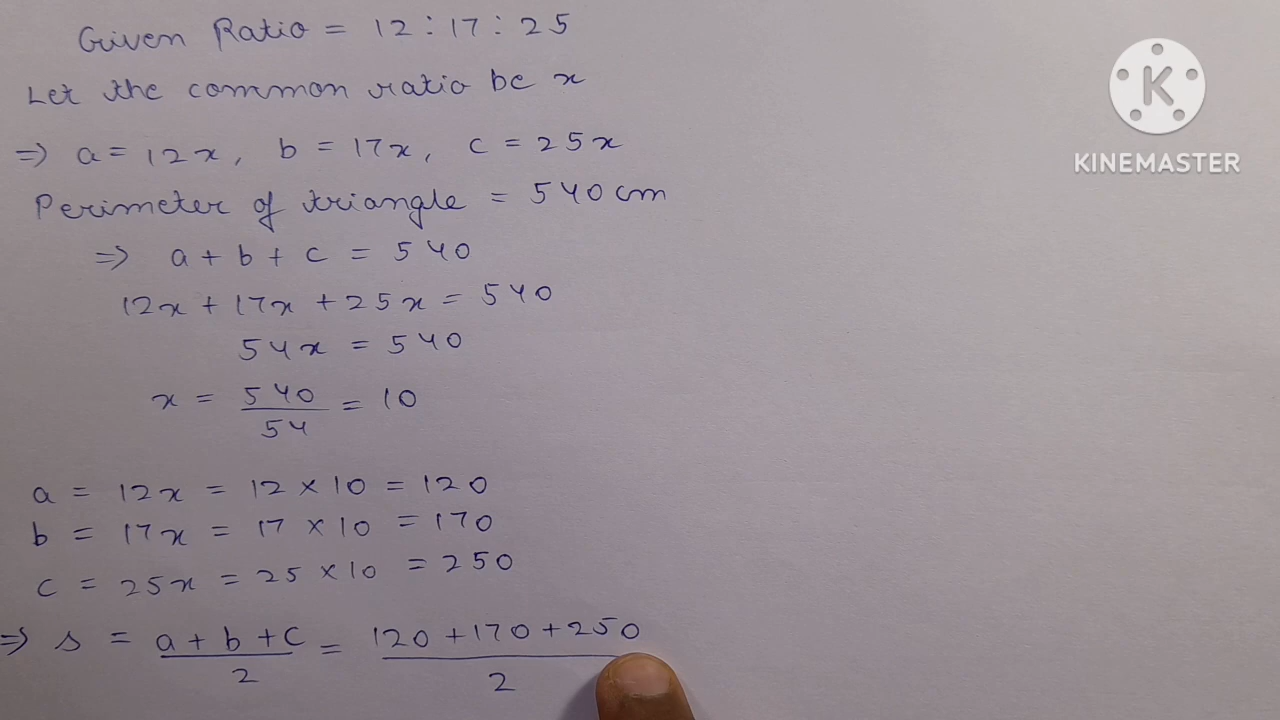 Given Ratio = 12 : 17 : 25
Let the common ratio be x
⇒ a = 12x, b = 17x, c = 25x
Perimeter of triangle = 540 cm
⇒ a + b + c = 540
12x + 17x + 25x = 540
54x = 540
x = 540/54 = 10
a = 12x = 12 × 10 = 120
b = 17x = 17 × 10 = 170
c = 25x = 25 × 10 = 250
⇒ s = a + b + c/2 = 120 + 170 + 250/2
K
KINEMASTER